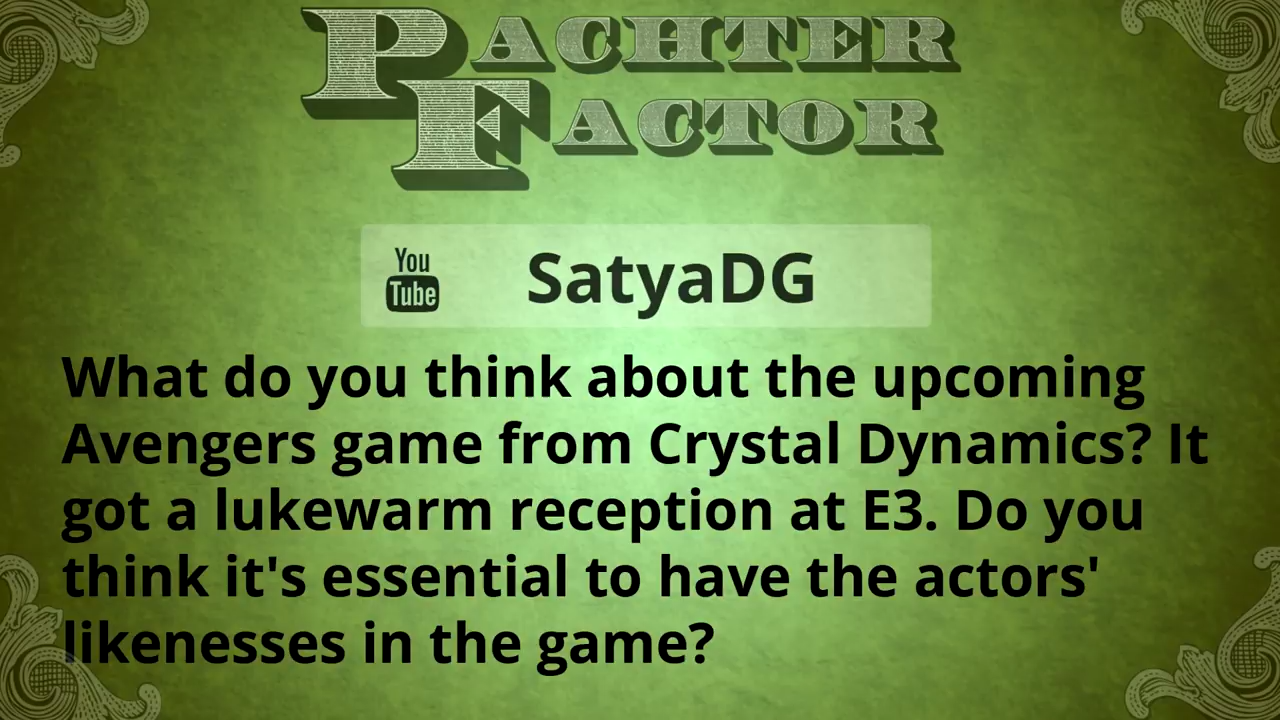 PACHTER
FACTOR
You
Tube
SatyaDG
What do you think about the upcoming
Avengers game from Crystal Dynamics? It
got a lukewarm reception at E3. Do you
think it's essential to have the actors'
likenesses in the game?